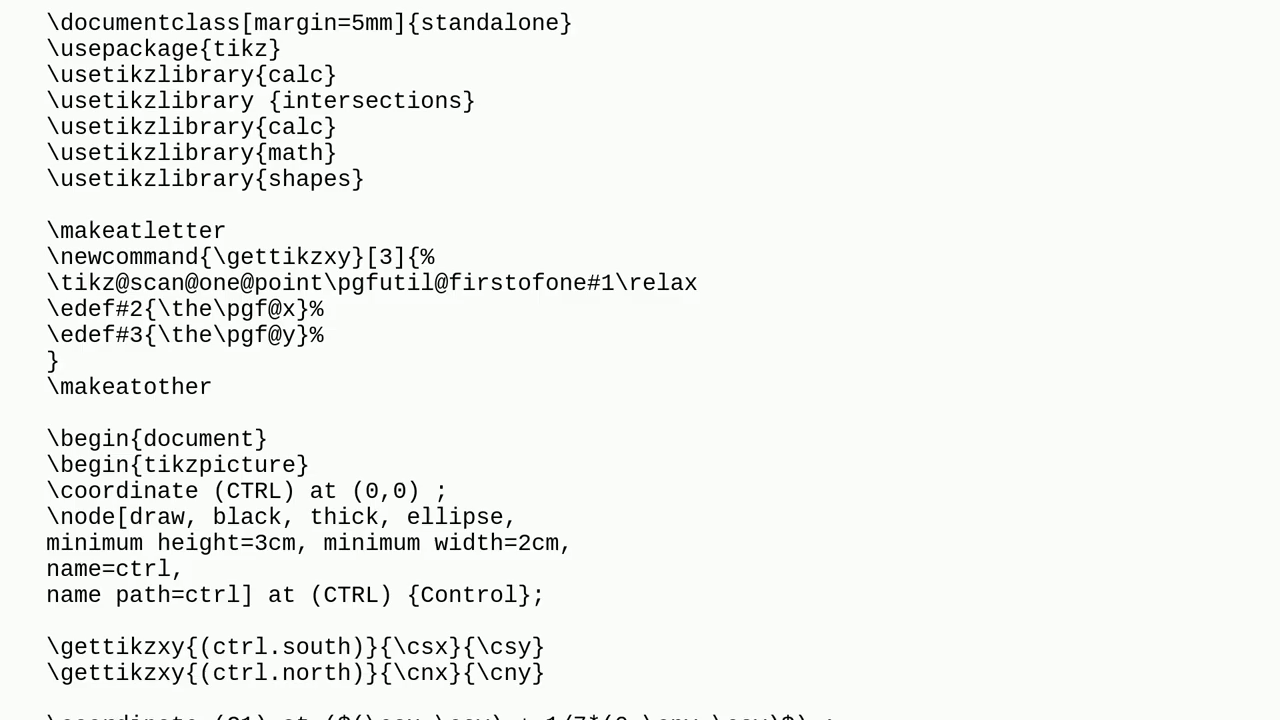 \documentclass[margin=5mm]{standalone}
\usepackage{tikz}
\usetikzlibrary{calc}
\usetikzlibrary {intersections}
\usetikzlibrary{calc}
\usetikzlibrary{math}
\usetikzlibrary{shapes}
\makeatletter
\newcommand{\gettikzxy}[3]{%
\tikz@scan@one@point\pgfutil@firstofone#1\relax
\edef#2{\the\pgf@x}%
\edef#3{\the\pgf@y}%
}
\makeatother
\begin{document}
\begin{tikzpicture}
\coordinate (CTRL) at (0,0) ;
\node[draw, black, thick, ellipse,
minimum height=3cm, minimum width=2cm,
name=ctrl,
name path=ctrl] at (CTRL) {Control};
\gettikzxy{(ctrl.south)}{\csx}{\csy}
\gettikzxy{(ctrl.north)}{\cnx}{\cny}